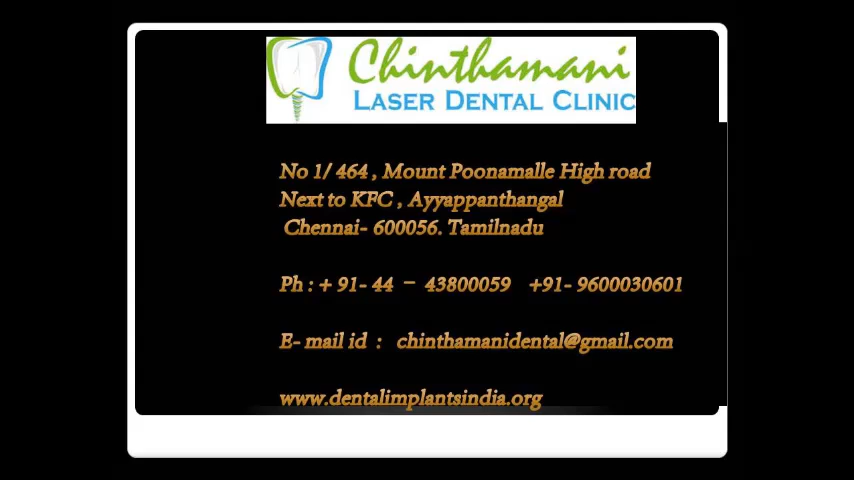 Chinthamani
LASER DENTAL CLINIC
No 1/ 464 , Mount Poonamalle High road
Next to KFC , Ayyappanthangal
Chennai- 600056. Tamilnadu
Ph : + 91- 44 – 43800059 +91- 9600030601
E- mail id : chinthamanidental@gmail.com
www.dentalimplantsindia.org